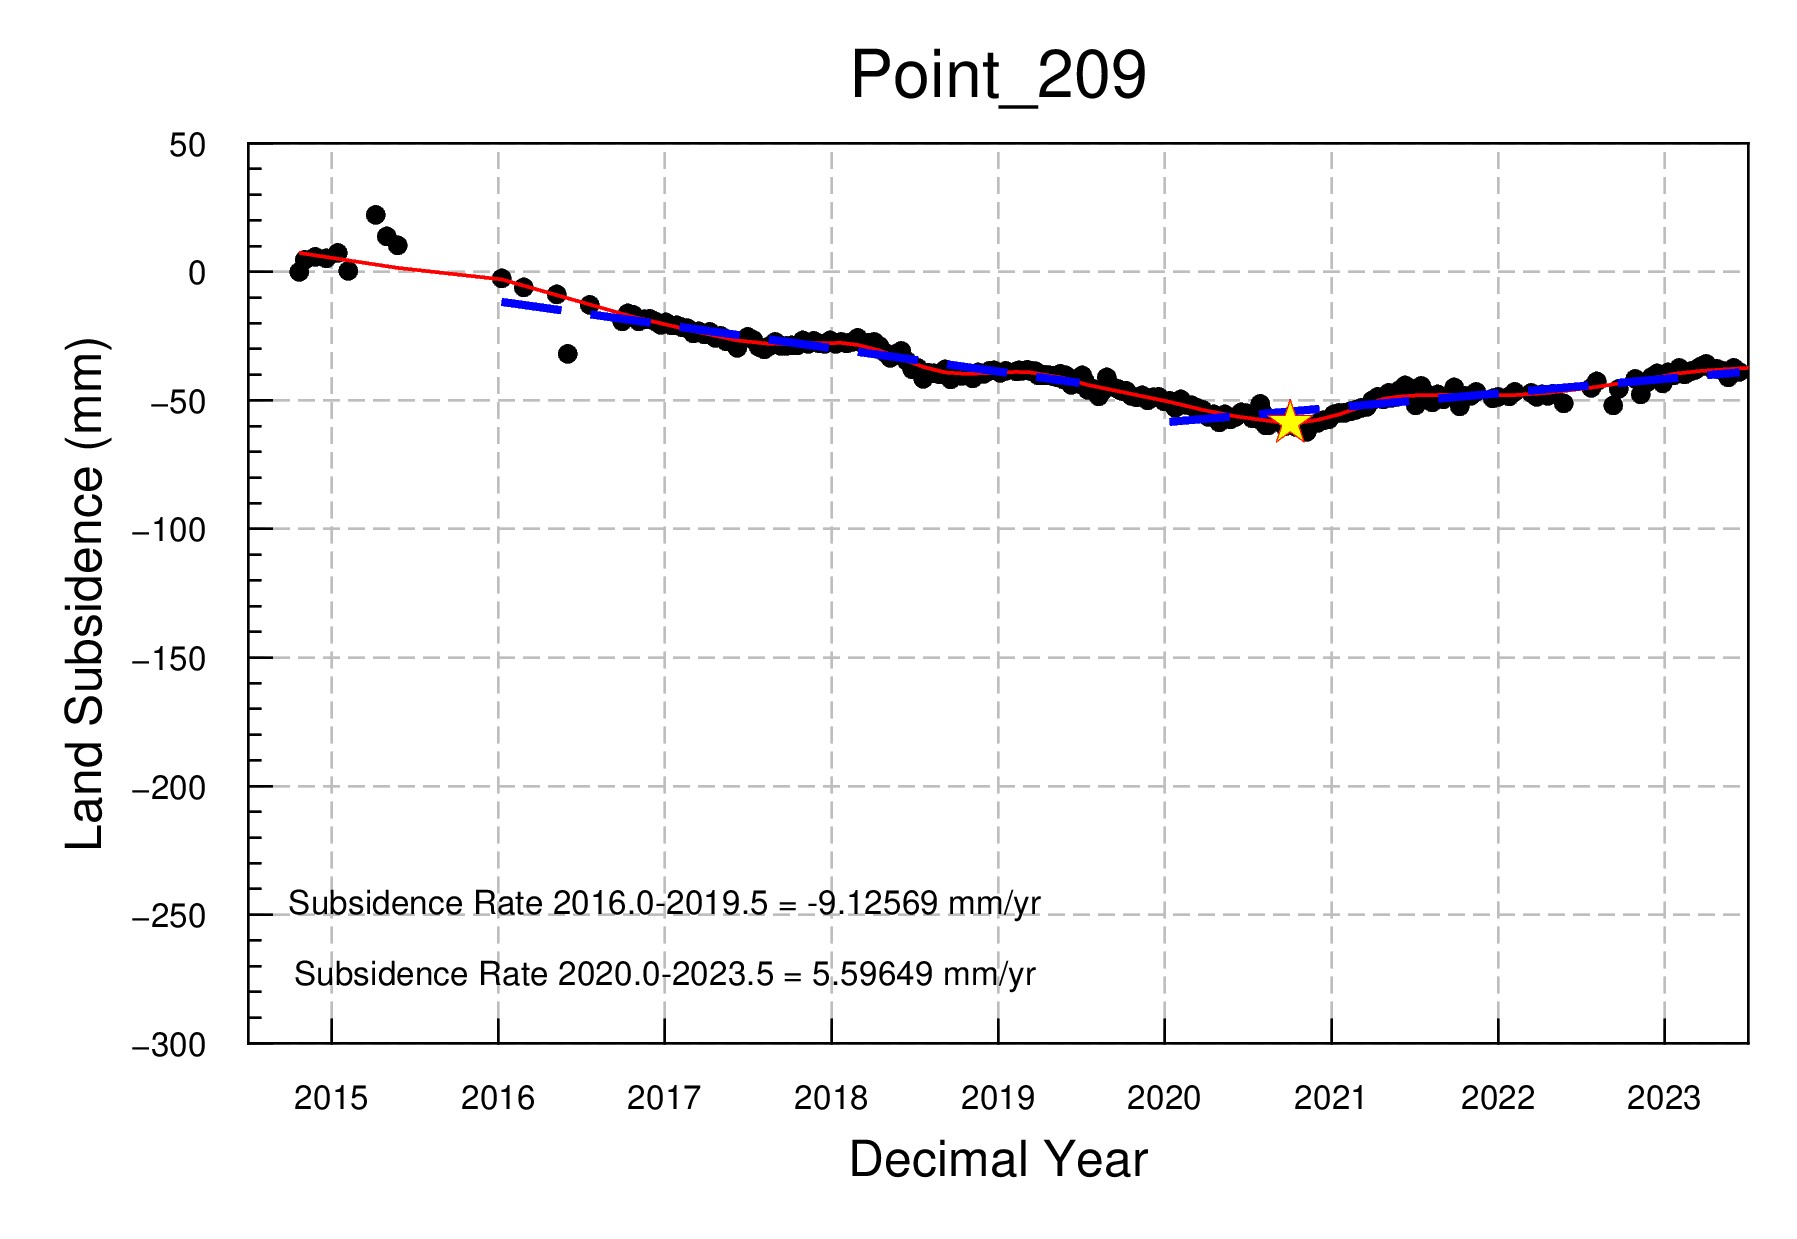 Point_209
50
0
−50
−100
−150
−200
−250
−300
Land Subsidence (mm)
Subsidence Rate 2016.0-2019.5 = -9.12569 mm/yr
Subsidence Rate 2020.0-2023.5 = 5.59649 mm/yr
2015 2016 2017 2018 2019 2020 2021 2022 2023
Decimal Year